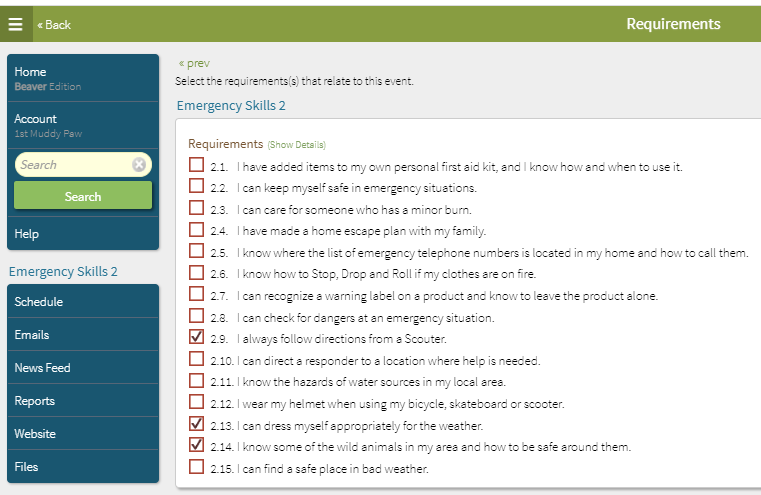 « Back
Requirements
Home
Beaver Edition
Account
1st Muddy Paw
Search
Search
Help
Emergency Skills 2
Schedule
Emails
News Feed
Reports
Website
Files
« prev
Select the requirements(s) that relate to this event.
Emergency Skills 2
Requirements (Show Details)
2.1. I have added items to my own personal first aid kit, and I know how and when to use it.
2.2. I can keep myself safe in emergency situations.
2.3. I can care for someone who has a minor burn.
2.4. I have made a home escape plan with my family.
2.5. I know where the list of emergency telephone numbers is located in my home and how to call them.
2.6. I know how to Stop, Drop and Roll if my clothes are on fire.
2.7. I can recognize a warning label on a product and know to leave the product alone.
2.8. I can check for dangers at an emergency situation.
2.9. I always follow directions from a Scouter.
2.10. I can direct a responder to a location where help is needed.
2.11. I know the hazards of water sources in my local area.
2.12. I wear my helmet when using my bicycle, skateboard or scooter.
2.13. I can dress myself appropriately for the weather.
2.14. I know some of the wild animals in my area and how to be safe around them.
2.15. I can find a safe place in bad weather.